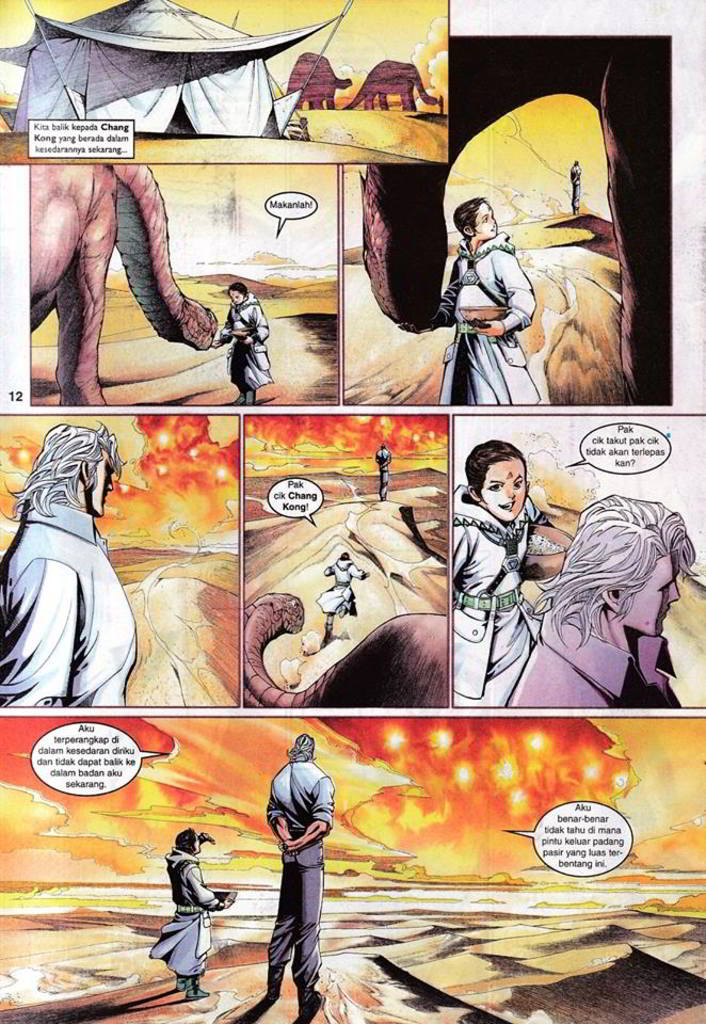 Kita balik kepada Chang
Kong yang berada dalam
kesedarannya sekarang...
Makanlah!
12
Pak
cik Chang
Kong!
Pak
cik takut pak cik
tidak akan terlepas
kan?
Aku
terperangkap di
dalam kesedaran diriku
dan tidak dapat balik ke
dalam badan aku
sekarang.
Aku
benar-benar
tidak tahu di mana
pintu keluar padang
pasir yang luas ter-
bentang ini.